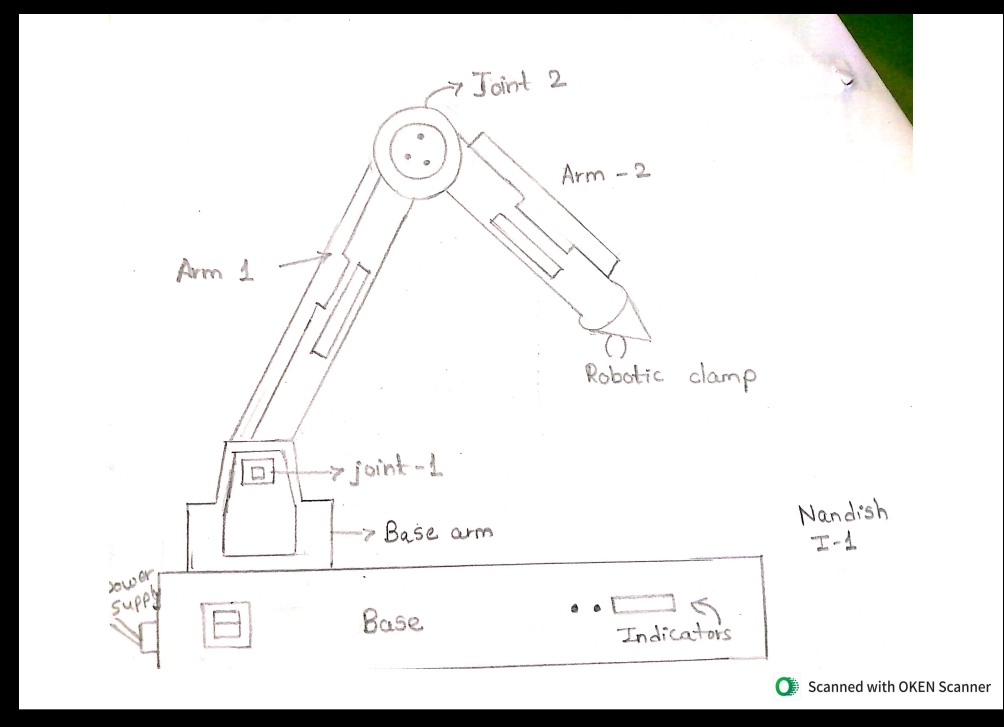 Joint 2
Arm - 2
Arm 1
Robotic clamp
joint-1
Base arm
Nandish
I-1
supply
Base
Indicators
Scanned with OKEN Scanner